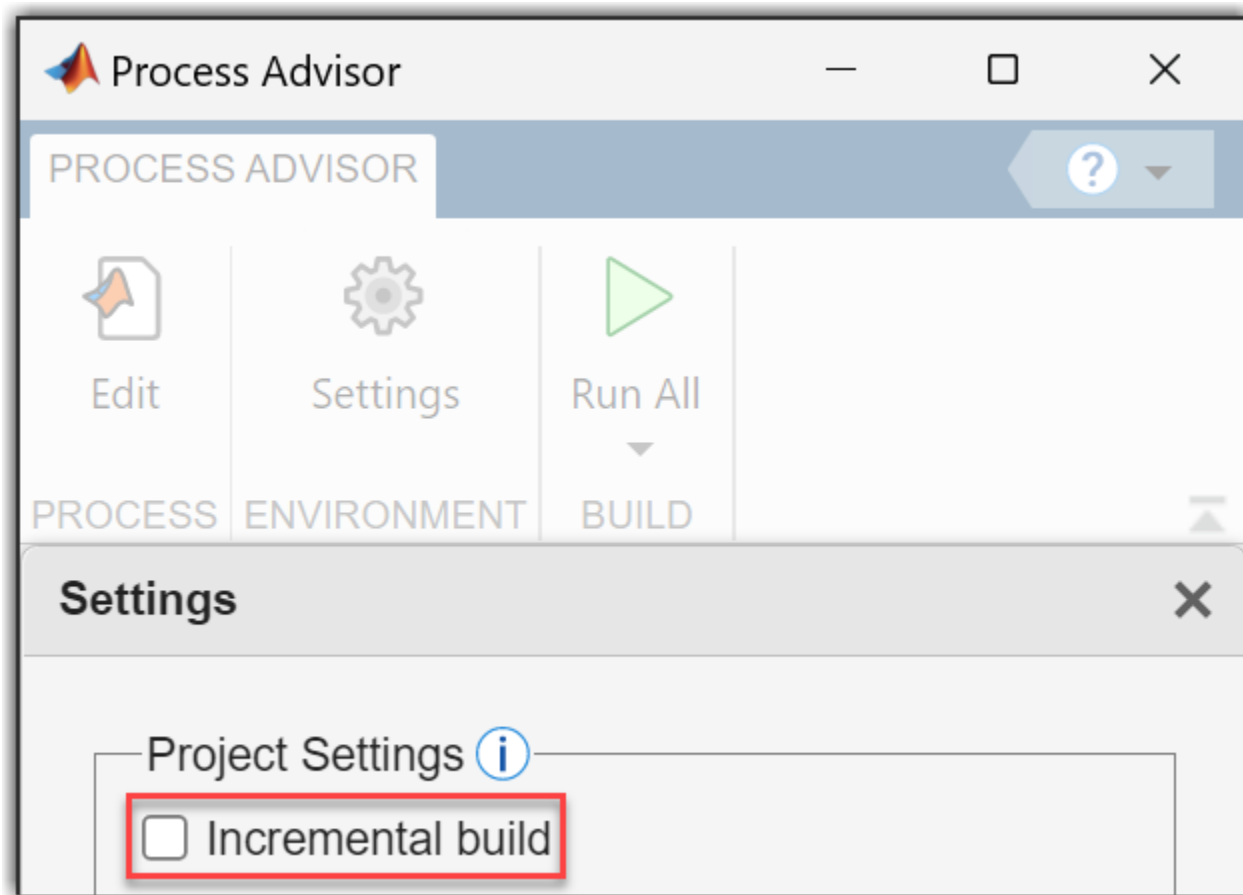 Process Advisor
PROCESS ADVISOR
?
Edit
Settings
Run All
PROCESS
ENVIRONMENT
BUILD
Settings
Project Settings i
Incremental build